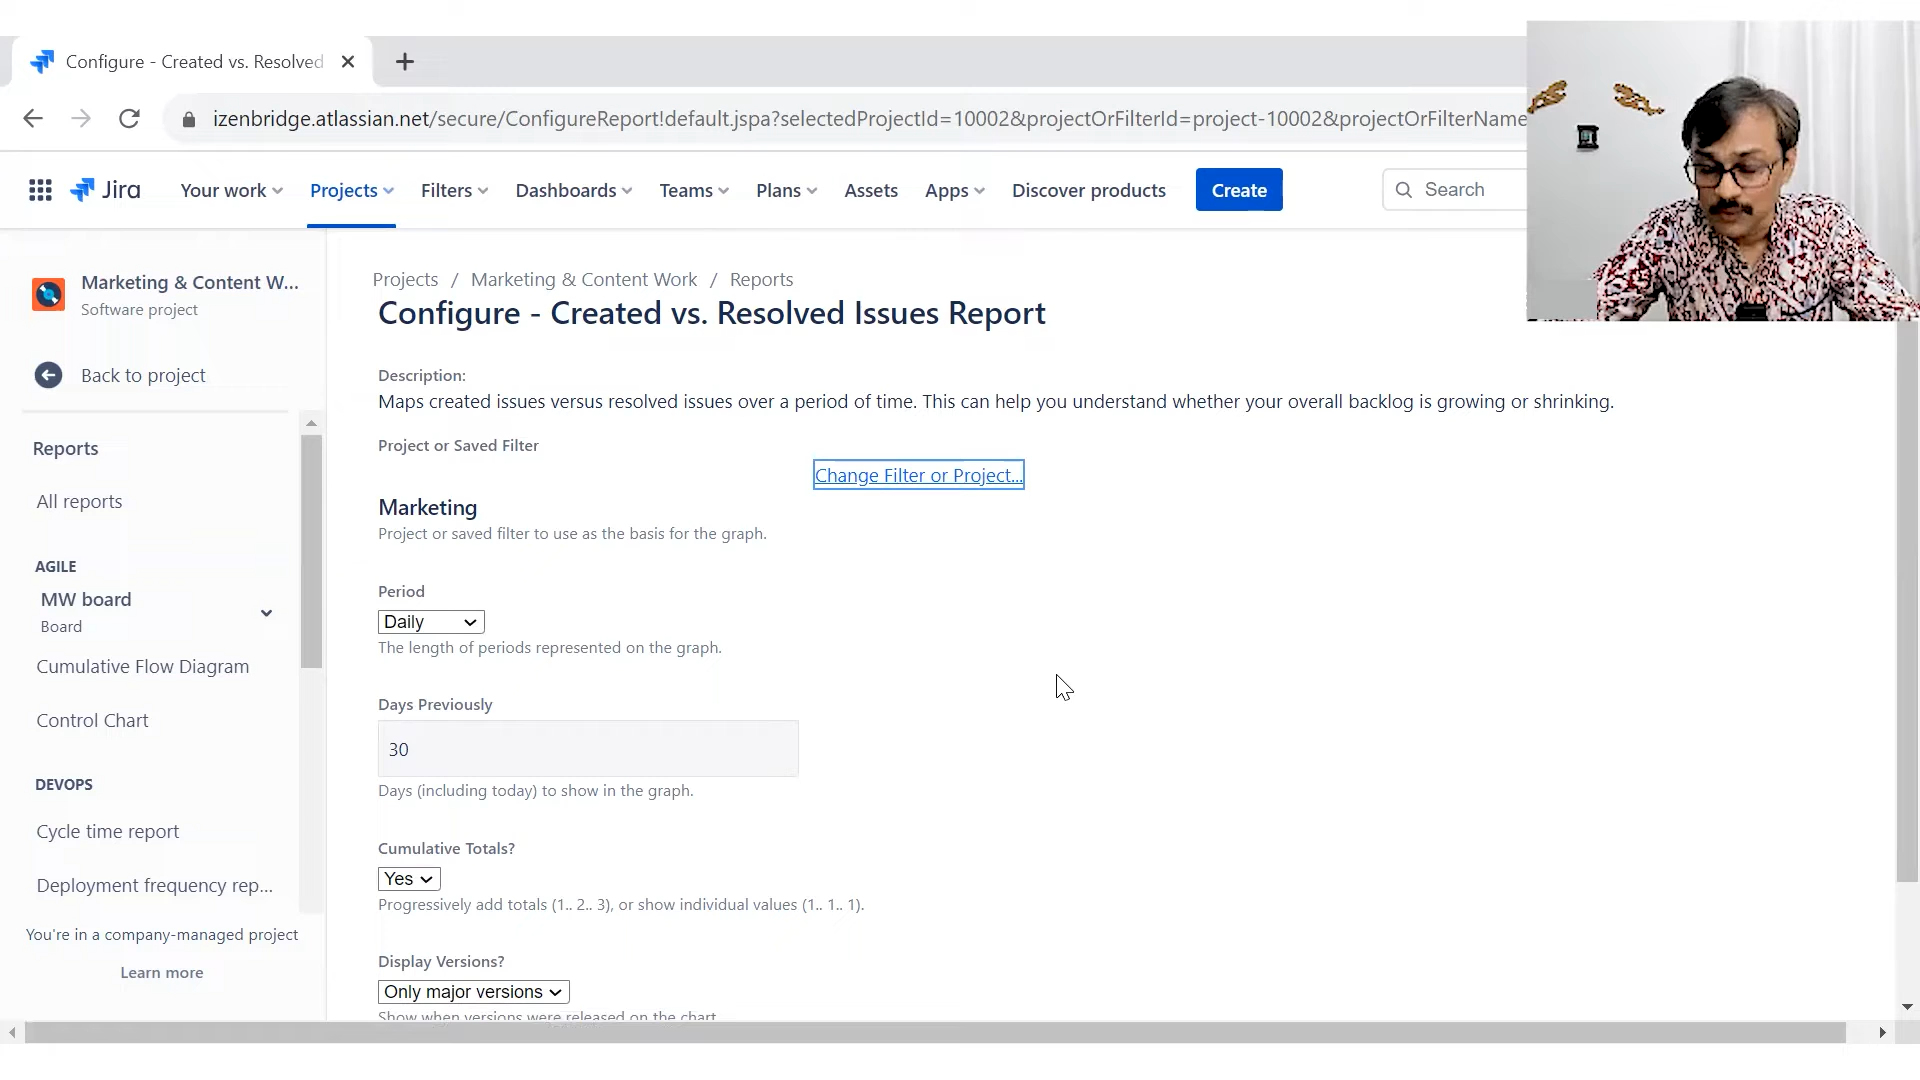 Configure - Created vs. Resolved
izenbridge.atlassian.net/secure/ConfigureReport!default.jspa?selectedProjectId=10002&projectOrFilterId=project-10002&projectOrFilterName
Jira
Your work
Projects
Filters
Dashboards
Teams
Plans
Assets
Apps
Discover products
Create
Search
Marketing & Content W...
Software project
Back to project
Reports
All reports
AGILE
MW board
Board
Cumulative Flow Diagram
Control Chart
DEVOPS
Cycle time report
Deployment frequency rep...
You're in a company-managed project
Learn more
Projects / Marketing & Content Work / Reports
Configure - Created vs. Resolved Issues Report
Description:
Maps created issues versus resolved issues over a period of time. This can help you understand whether your overall backlog is growing or shrinking.
Project or Saved Filter
Change Filter or Project...
Marketing
Project or saved filter to use as the basis for the graph.
Period
Daily
The length of periods represented on the graph.
Days Previously
30
Days (including today) to show in the graph.
Cumulative Totals?
Yes
Progressively add totals (1.. 2.. 3), or show individual values (1.. 1.. 1).
Display Versions?
Only major versions
Show when versions were released on the chart